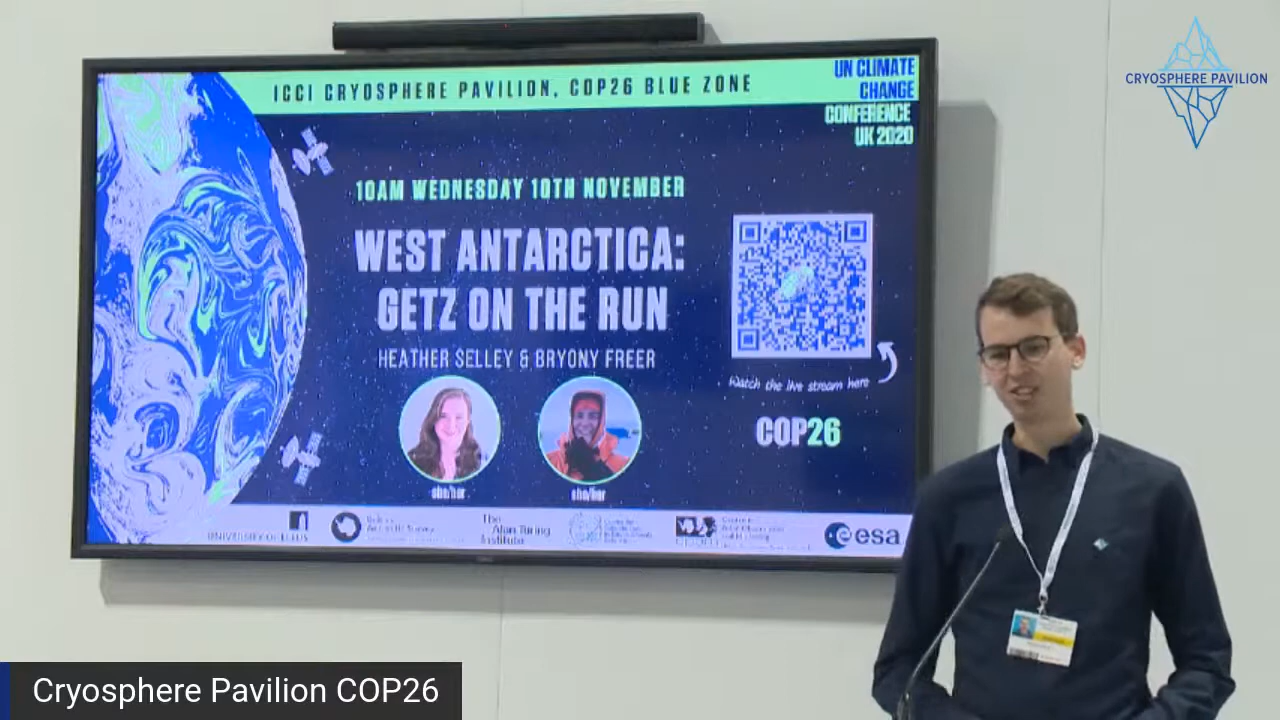 ICCI CRYOSPHERE PAVILION, COP26 BLUE ZONE
UN CLIMATE
CHANGE
CONFERENCE
UK 2020
CRYOSPHERE PAVILION
10AM WEDNESDAY 10TH NOVEMBER
WEST ANTARCTICA:
GETZ ON THE RUN
HEATHER SELLEY & BRYONY FREER
Watch the live stream here
COP26
she/her
she/her
UNIVERSITY OF LEEDS
The
Alan Turing
Institute
esa
Cryosphere Pavilion COP26